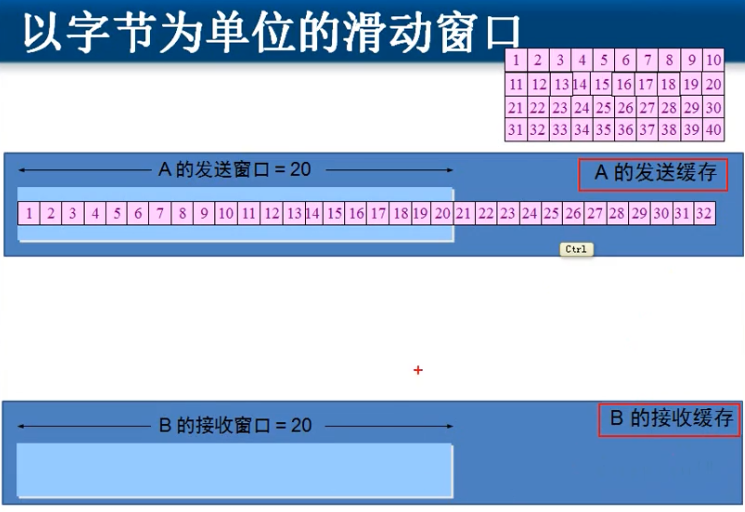 以字节为单位的滑动窗口
1 2 3 4 5 6 7 8 9 10
11 12 13 14 15 16 17 18 19 20
21 22 23 24 25 26 27 28 29 30
31 32 33 34 35 36 37 38 39 40
A 的发送窗口 = 20
A 的发送缓存
1 2 3 4 5 6 7 8 9 10 11 12 13 14 15 16 17 18 19 20 21 22 23 24 25 26 27 28 29 30 31 32
Ctrl
B 的接收窗口 = 20
B 的接收缓存